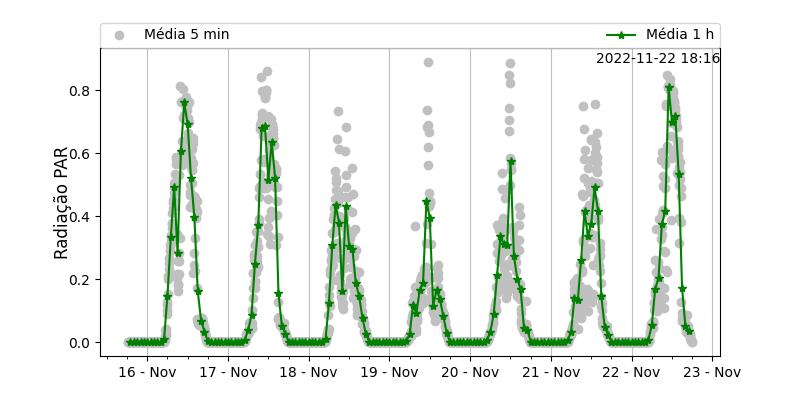 Média 5 min
Média 1 h
2022-11-22 18:16
Radiação PAR
0.8
0.6
0.4
0.2
0.0
16 - Nov
17 - Nov
18 - Nov
19 - Nov
20 - Nov
21 - Nov
22 - Nov
23 - Nov